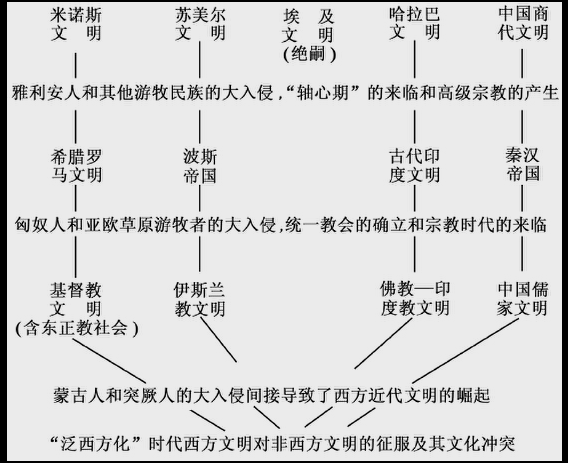 米诺斯 苏美尔 埃及 哈拉巴 中国商
文明 文明 文明 文明 代文明
(绝嗣)
雅利安人和其他游牧民族的大入侵,“轴心期”的来临和高级宗教的产生
希腊罗 波斯 古代印 秦汉
马文明 帝国 度文明 帝国
匈奴人和亚欧草原游牧者的大入侵,统一教会的确立和宗教时代的来临
基督教 伊斯兰 佛教—印 中国儒
文明 教文明 度教文明 家文明
(含东正教社会)
蒙古人和突厥人的大入侵间接导致了西方近代文明的崛起
“泛西方化”时代西方文明对非西方文明的征服及其文化冲突